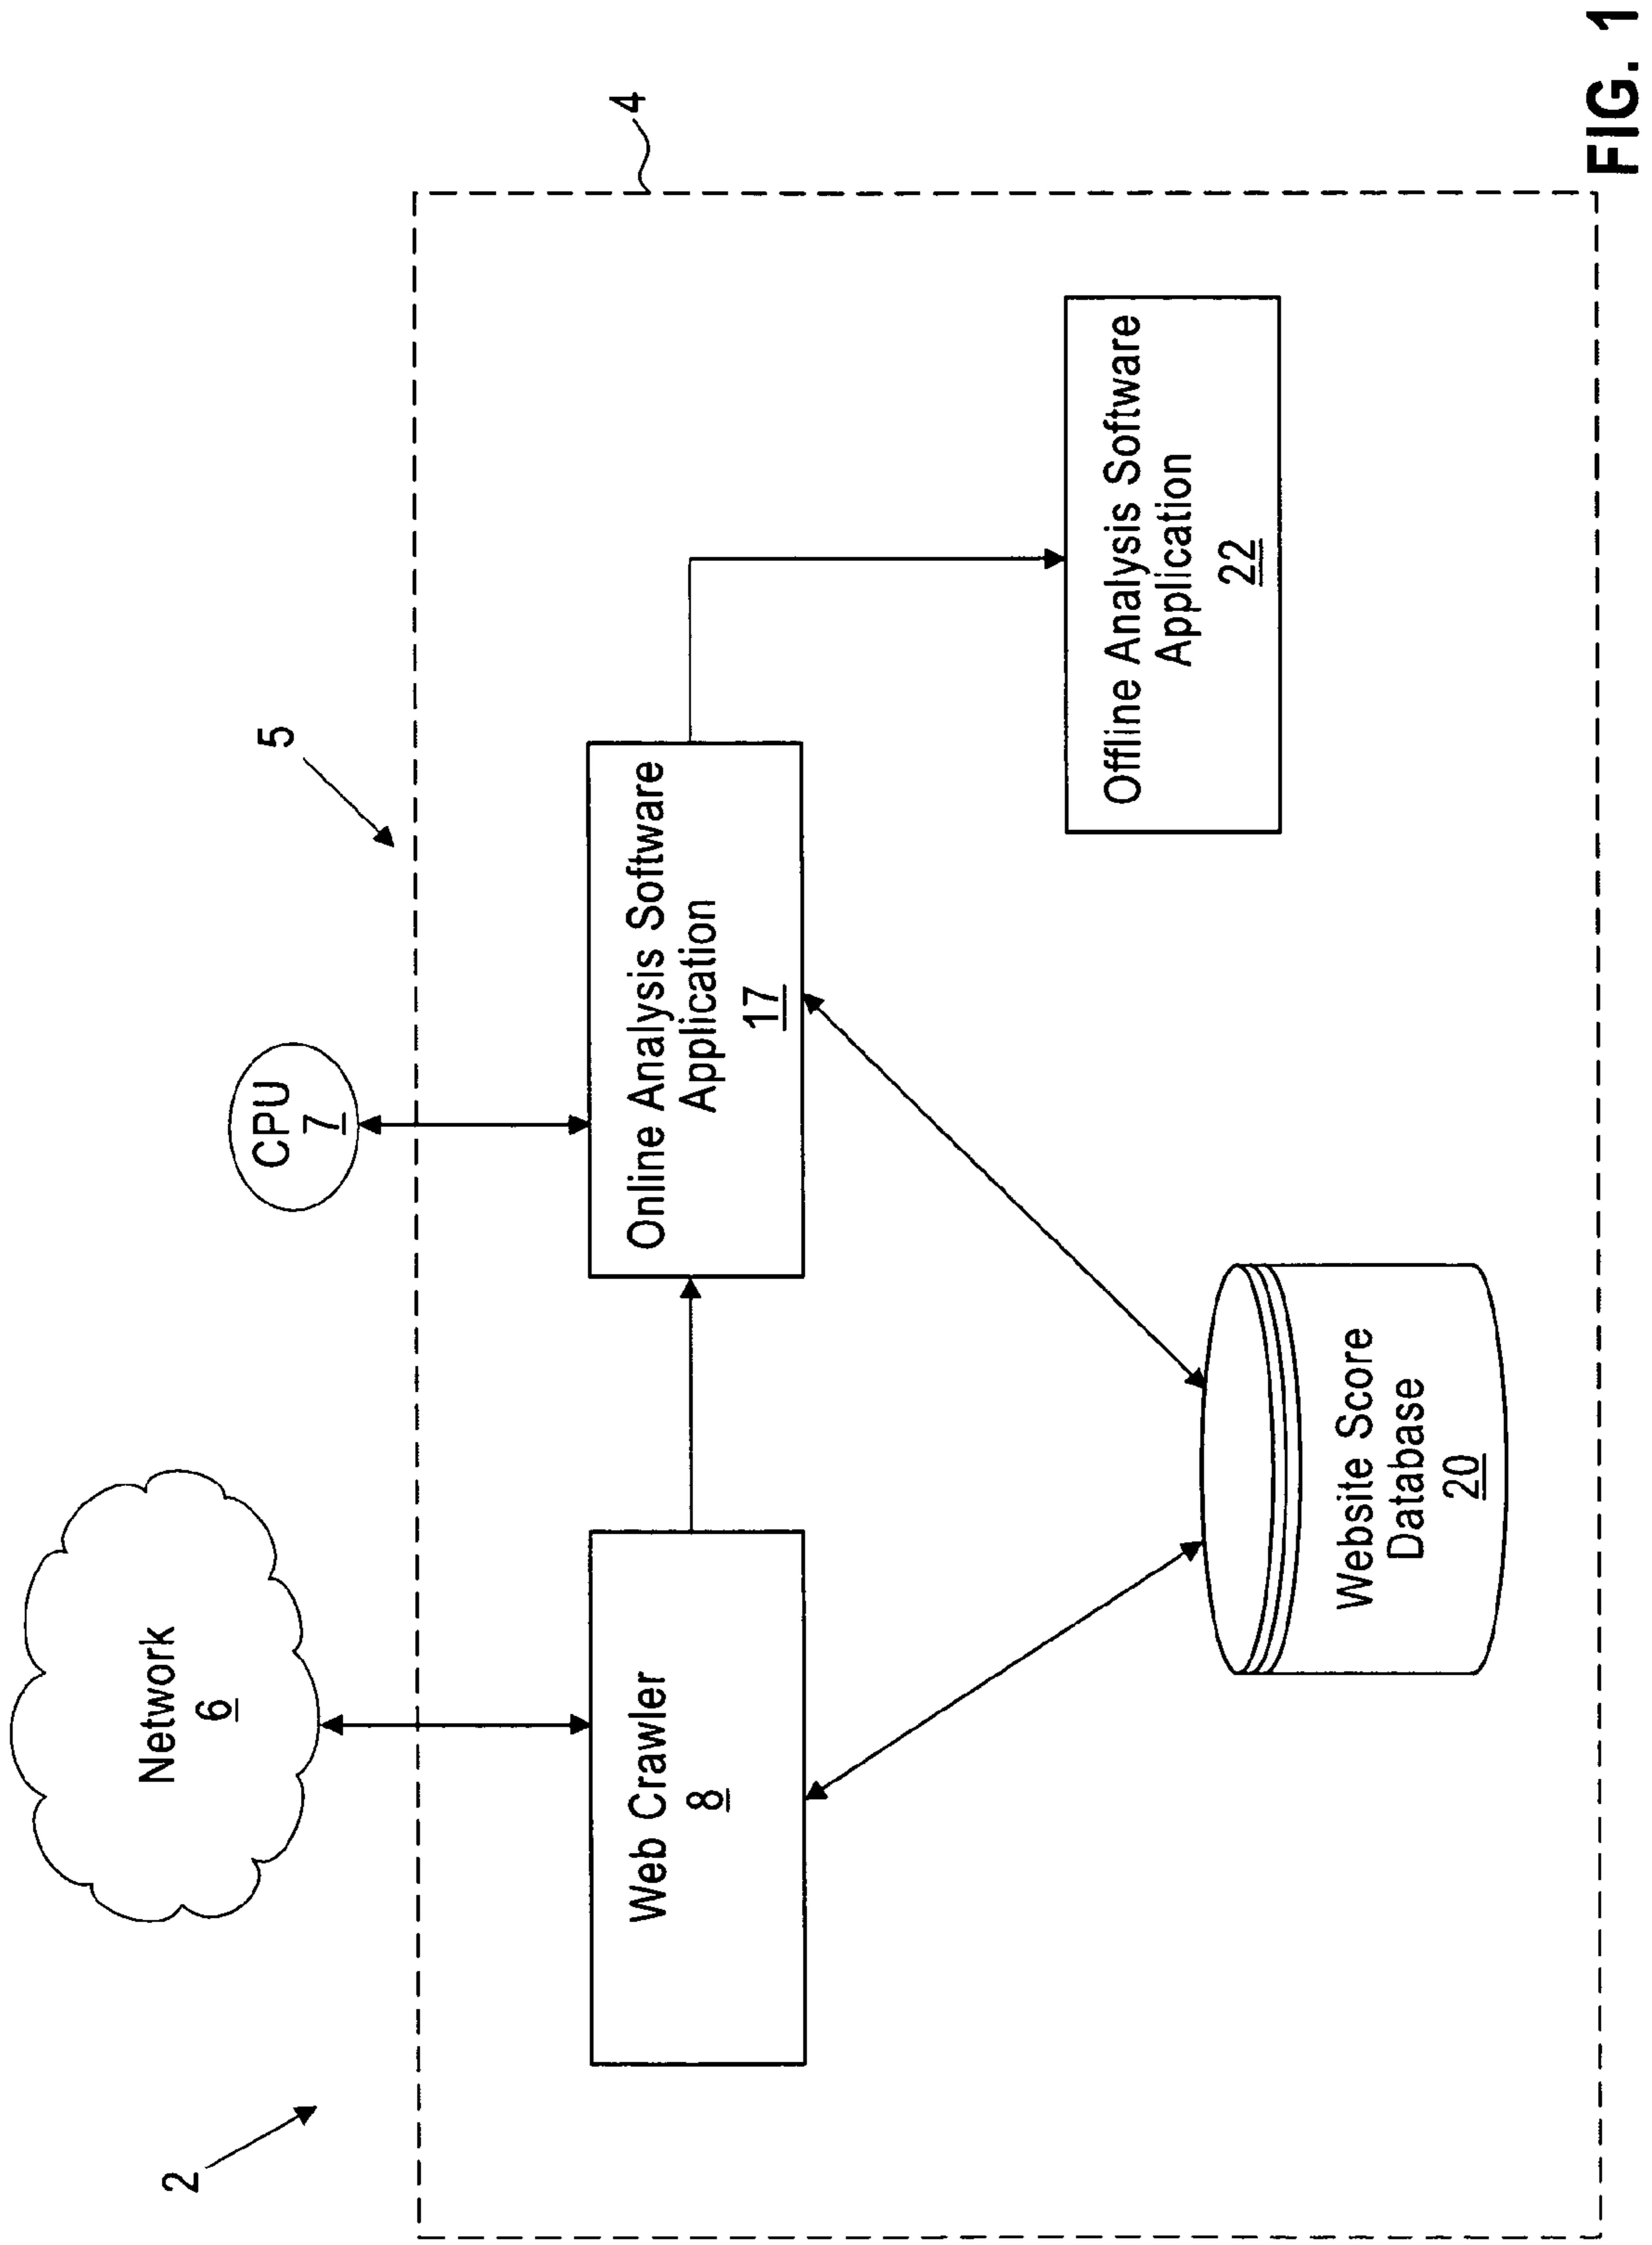 2
Network
6
CPU
7
5
4
Web Crawler
8
Online Analysis Software
Application
17
Website Score
Database
20
Offline Analysis Software
Application
22
FIG. 1